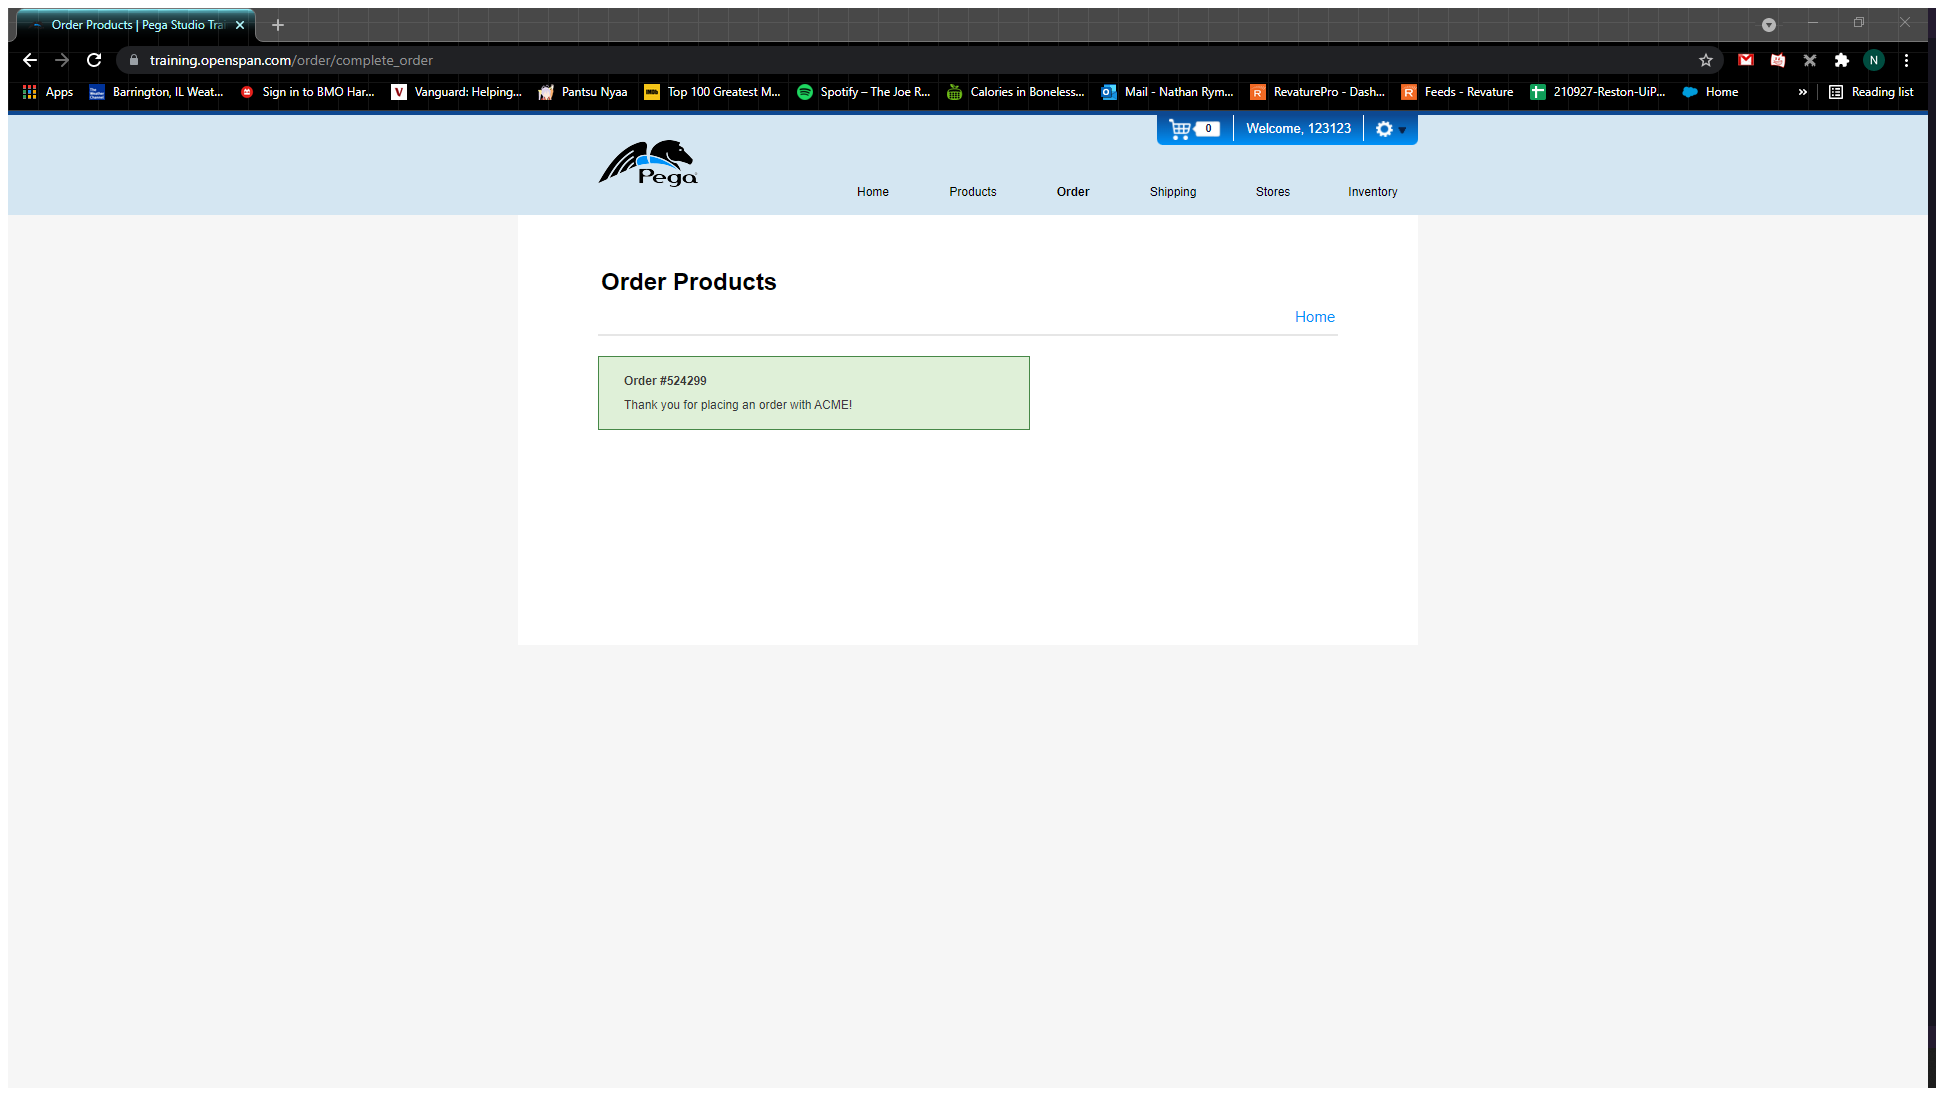 Order Products | Pega Studio Tra
training.openspan.com/order/complete_order
Apps Barrington, IL Weat... Sign in to BMO Har... Vanguard: Helping... Pantsu Nyaa Top 100 Greatest M... Spotify – The Joe R... Calories in Boneless... Mail - Nathan Rym... RevaturePro - Dash... Feeds - Revature 210927-Reston-UiP... Home » Reading list
0 Welcome, 123123
Pega
Home Products Order Shipping Stores Inventory
Order Products
Home
Order #524299
Thank you for placing an order with ACME!